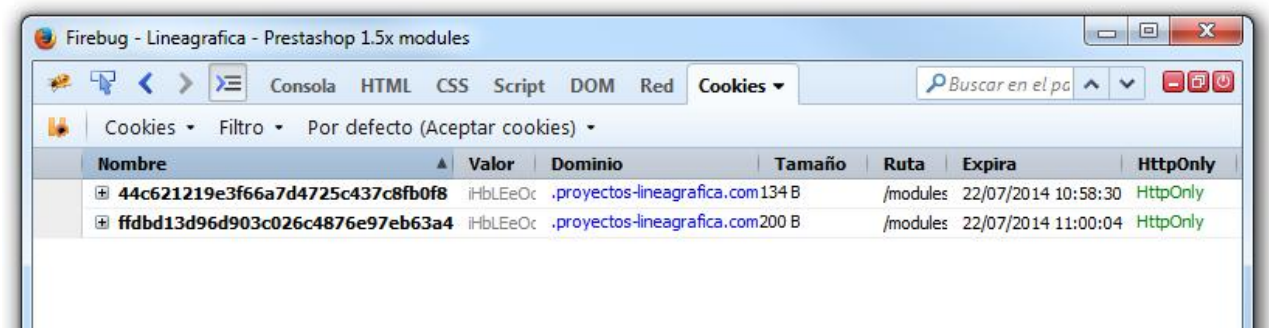 Firebug - Lineagrafica - Prestashop 1.5x modules
Consola HTML CSS Script DOM Red Cookies
Buscar en el pa
Cookies Filtro Por defecto (Aceptar cookies)
Nombre Valor Dominio Tamaño Ruta Expira HttpOnly
44c621219e3f66a7d4725c437c8fb0f8 iHbLEeOc .proyectos-lineagrafica.com 134 B /modules 22/07/2014 10:58:30 HttpOnly
ffdbd13d96d903c026c4876e97eb63a4 iHbLEeOc .proyectos-lineagrafica.com 200 B /modules 22/07/2014 11:00:04 HttpOnly